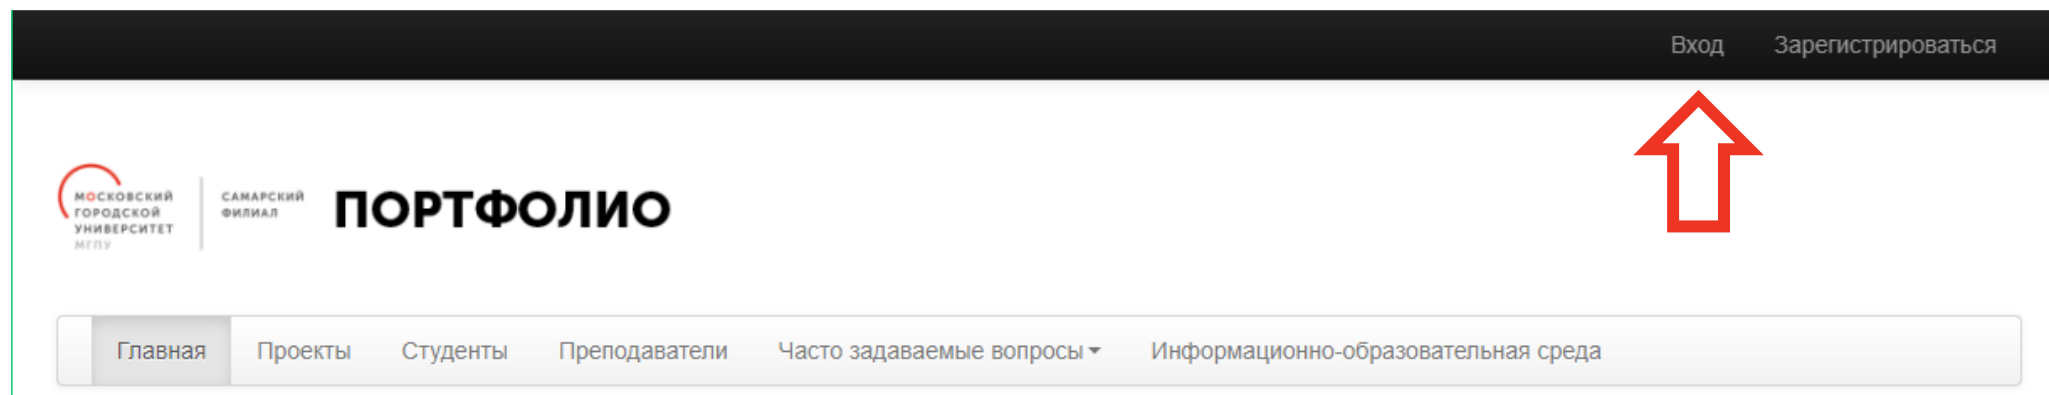 Вход Зарегистрироваться
МОСКОВСКИЙ
ГОРОДСКОЙ
УНИВЕРСИТЕТ
МГПУ
САМАРСКИЙ
ФИЛИАЛ
ПОРТФОЛИО
Главная Проекты Студенты Преподаватели Часто задаваемые вопросы Информационно-образовательная среда